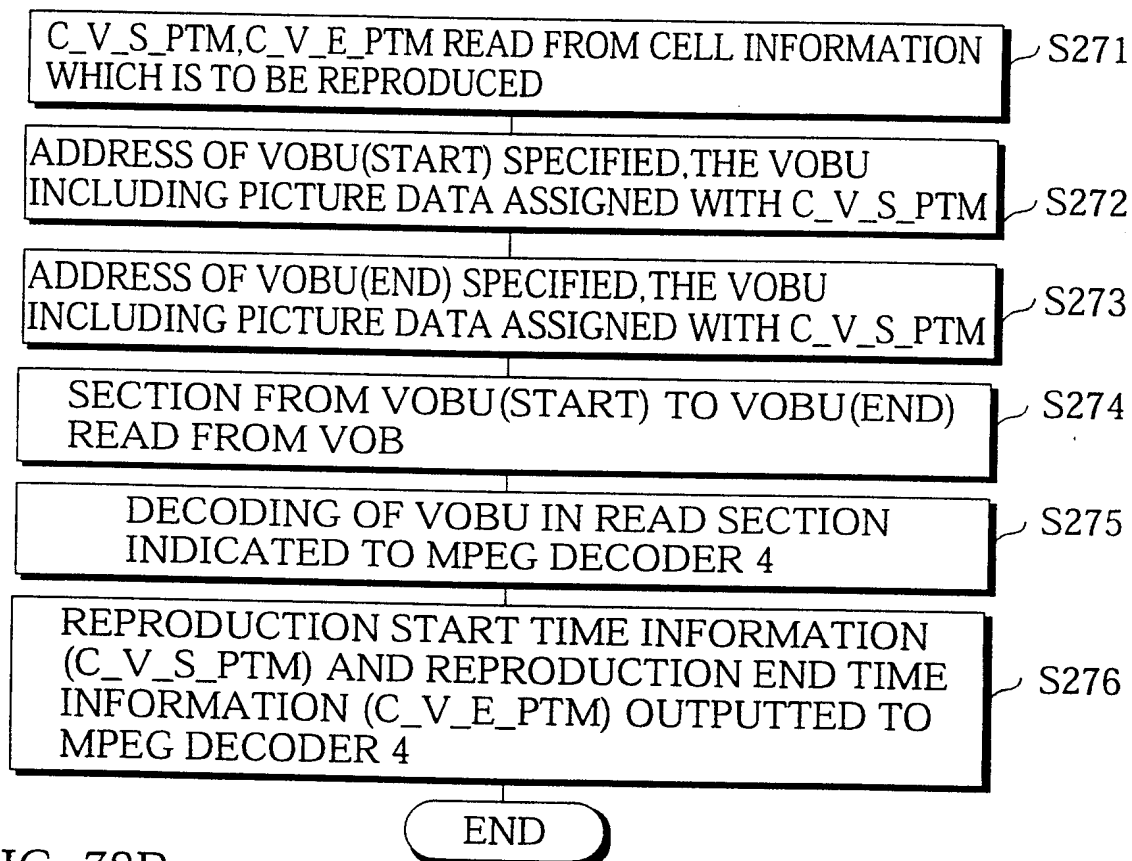 C_V_S_PTM,C_V_E_PTM READ FROM CELL INFORMATION
WHICH IS TO BE REPRODUCED
S271
ADDRESS OF VOBU(START) SPECIFIED,THE VOBU
INCLUDING PICTURE DATA ASSIGNED WITH C_V_S_PTM
S272
ADDRESS OF VOBU(END) SPECIFIED,THE VOBU
INCLUDING PICTURE DATA ASSIGNED WITH C_V_S_PTM
S273
SECTION FROM VOBU(START) TO VOBU(END)
READ FROM VOB
S274
DECODING OF VOBU IN READ SECTION
INDICATED TO MPEG DECODER 4
S275
REPRODUCTION START TIME INFORMATION
(C_V_S_PTM) AND REPRODUCTION END TIME
INFORMATION (C_V_E_PTM) OUTPUTTED TO
MPEG DECODER 4
S276
END